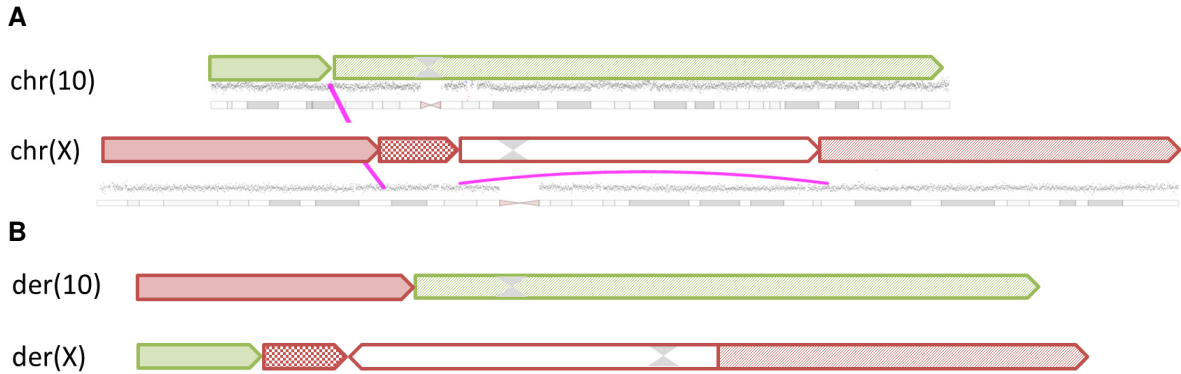 A
chr(10)
chr(X)
B
der(10)
der(X)